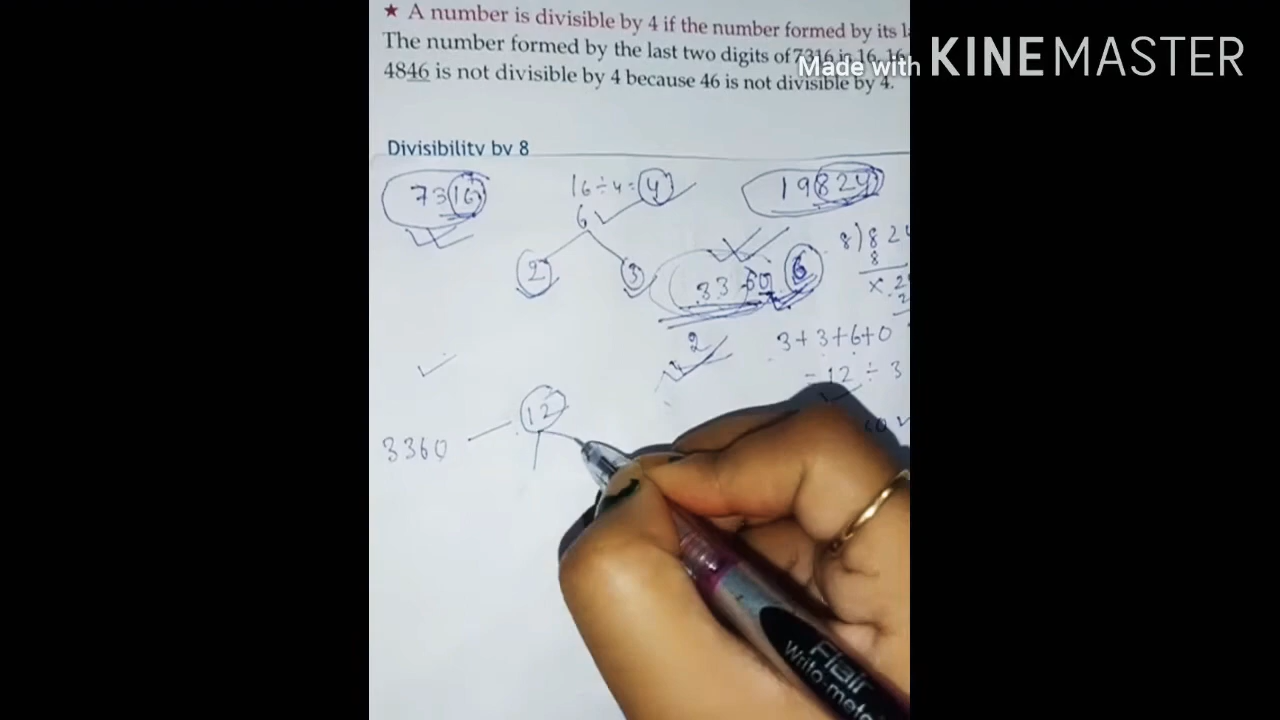 ★ A number is divisible by 4 if the number formed by its
The number formed by the last two digits of 7316 is 16. 16
Made with KINEMASTER
4846 is not divisible by 4 because 46 is not divisible by 4.
Divisibility by 8
7316
16÷4=4
19824
6
2
3
3360
6
8)824
8
×
2
3+3+6+0
=12÷3
12
3360
Flair
Writo-meter